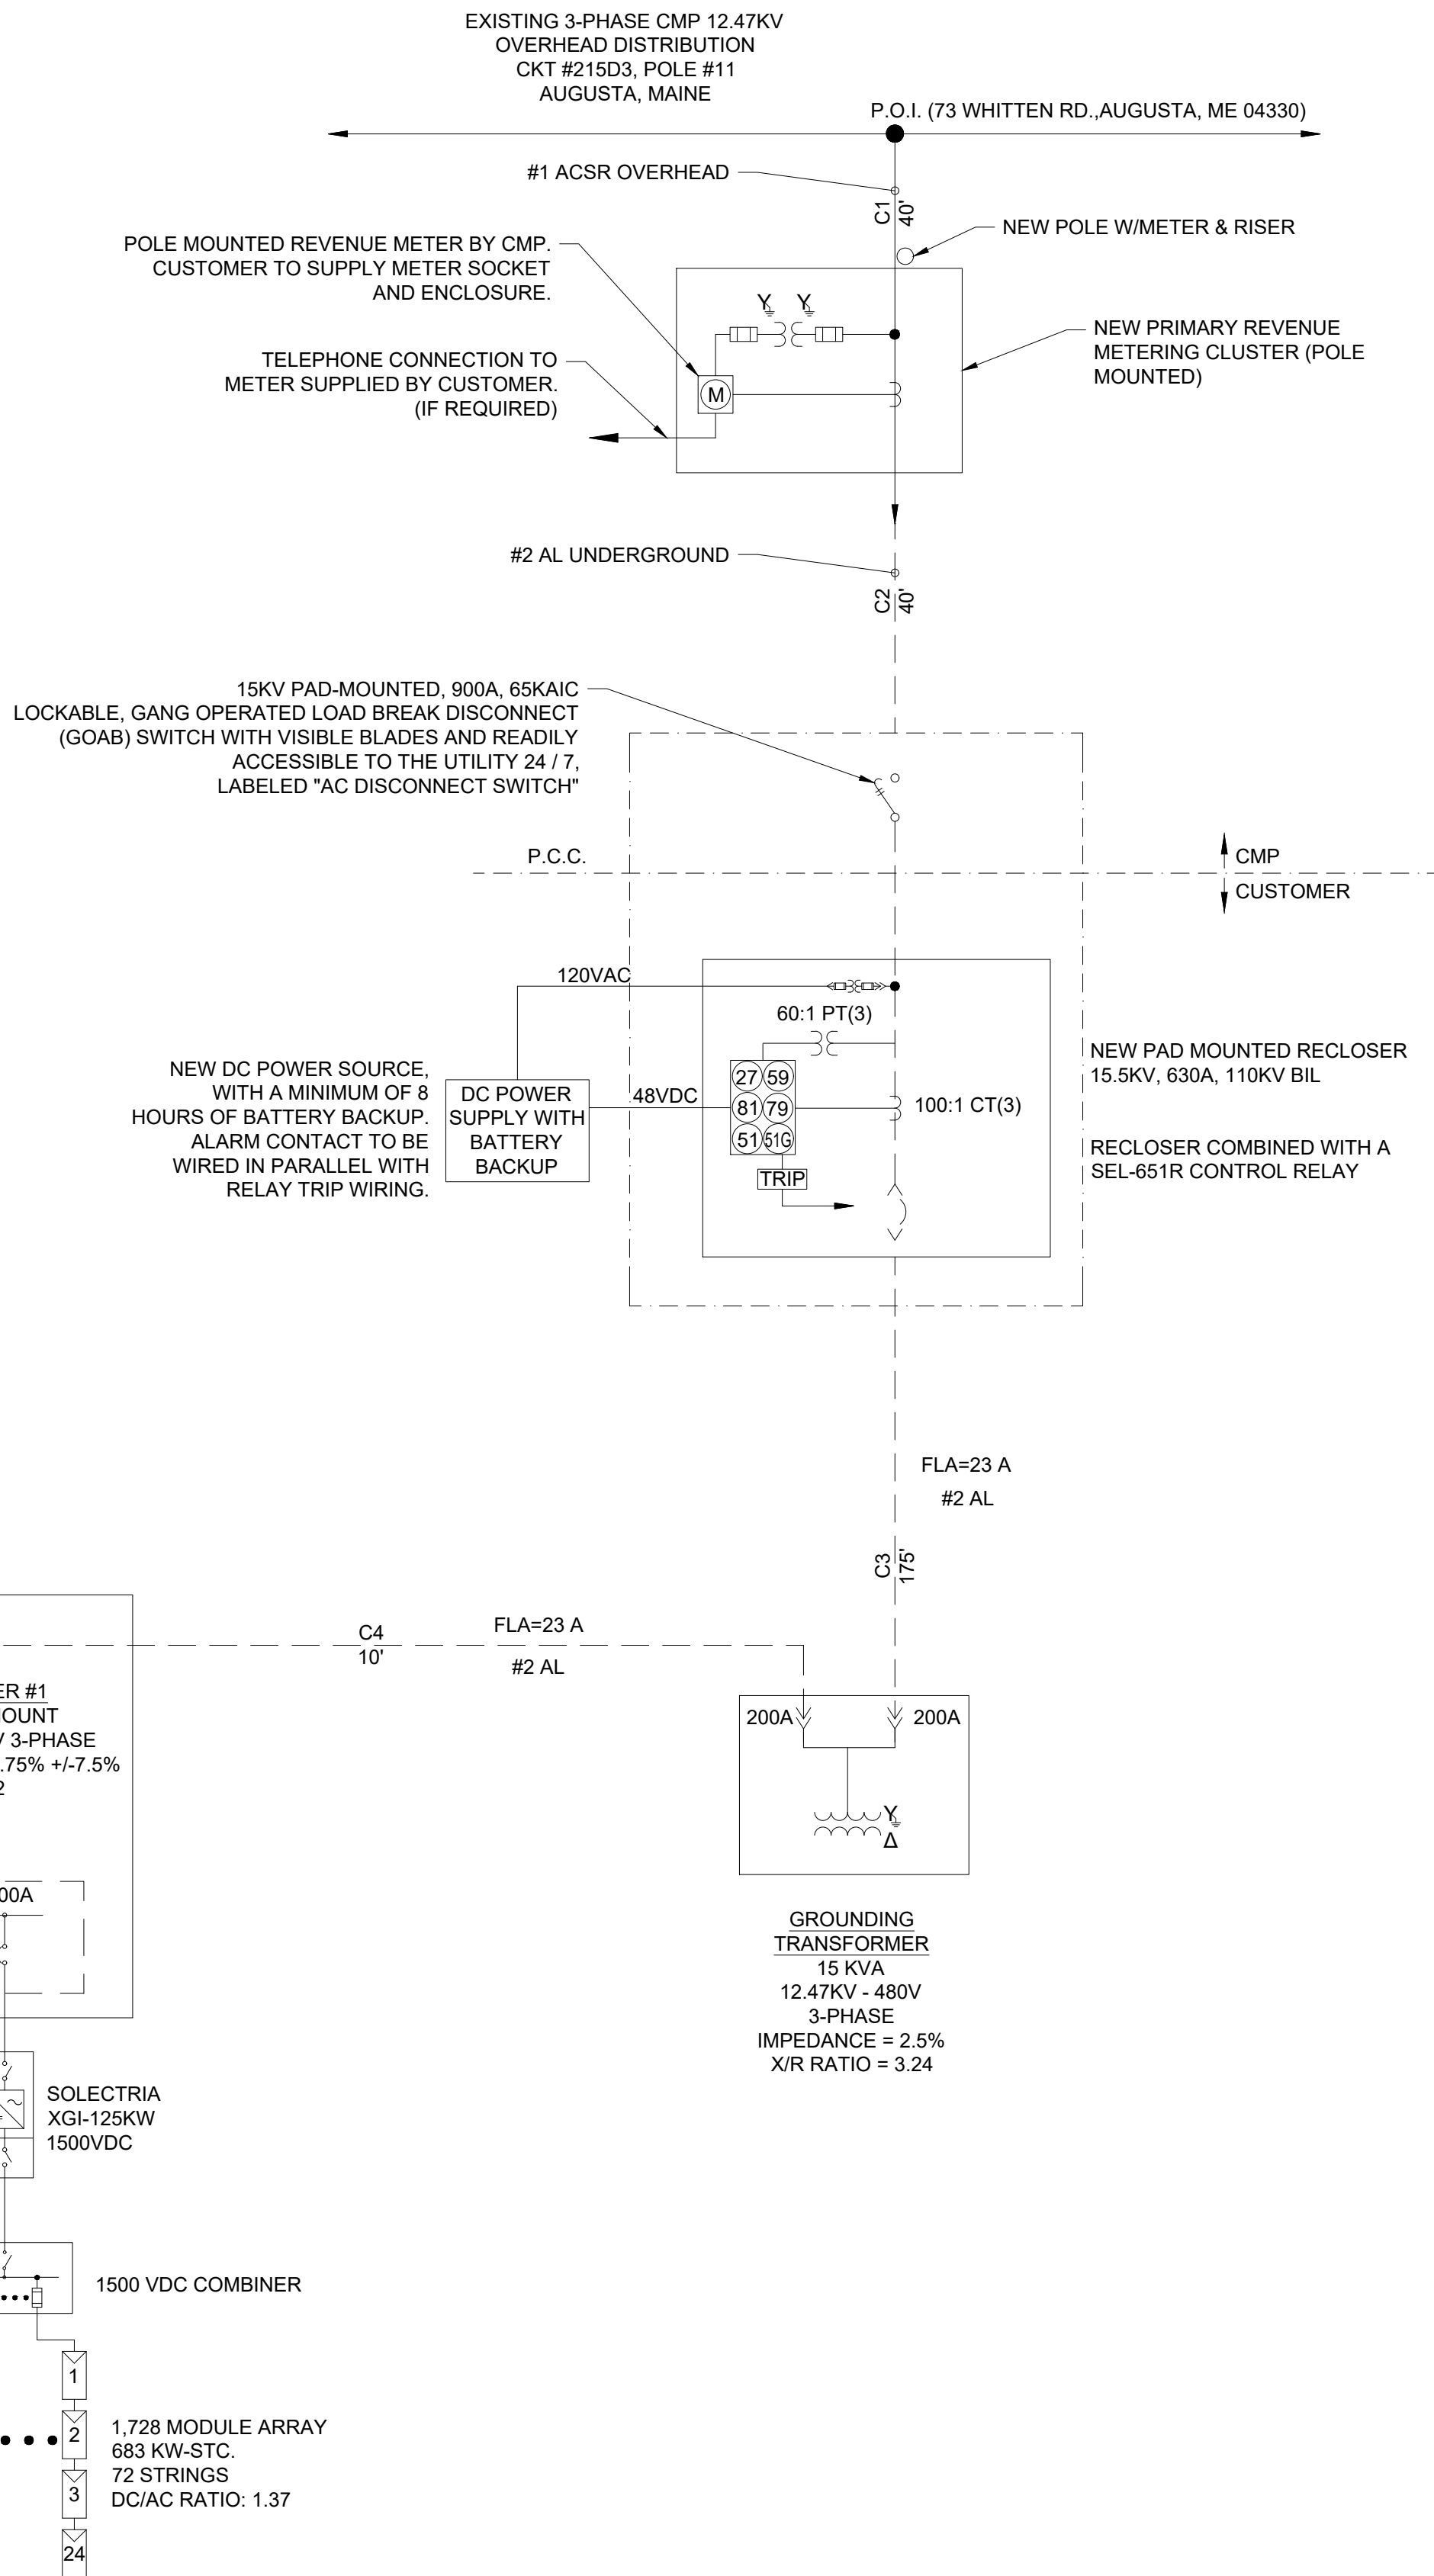 EXISTING 3-PHASE CMP 12.47KV
OVERHEAD DISTRIBUTION
CKT #215D3, POLE #11
AUGUSTA, MAINE
P.O.I. (73 WHITTEN RD.,AUGUSTA, ME 04330)
#1 ACSR OVERHEAD
C1
40'
NEW POLE W/METER & RISER
POLE MOUNTED REVENUE METER BY CMP.
CUSTOMER TO SUPPLY METER SOCKET
AND ENCLOSURE.
Y Y
NEW PRIMARY REVENUE
METERING CLUSTER (POLE
MOUNTED)
TELEPHONE CONNECTION TO
METER SUPPLIED BY CUSTOMER.
(IF REQUIRED)
M
#2 AL UNDERGROUND
C2
40'
15KV PAD-MOUNTED, 900A, 65KAIC
LOCKABLE, GANG OPERATED LOAD BREAK DISCONNECT
(GOAB) SWITCH WITH VISIBLE BLADES AND READILY
ACCESSIBLE TO THE UTILITY 24 / 7,
LABELED "AC DISCONNECT SWITCH"
P.C.C.
CMP
CUSTOMER
120VAC
60:1 PT(3)
NEW DC POWER SOURCE,
WITH A MINIMUM OF 8
HOURS OF BATTERY BACKUP.
ALARM CONTACT TO BE
WIRED IN PARALLEL WITH
RELAY TRIP WIRING.
DC POWER
SUPPLY WITH
BATTERY
BACKUP
48VDC
27 59
81 79
51 51G
TRIP
100:1 CT(3)
NEW PAD MOUNTED RECLOSER
15.5KV, 630A, 110KV BIL
RECLOSER COMBINED WITH A
SEL-651R CONTROL RELAY
FLA=23 A
#2 AL
C3
175'
C4
10'
FLA=23 A
#2 AL
ER #1
MOUNT
V 3-PHASE
.75% +/-7.5%
2
00A
200A
200A
Y
Δ
GROUNDING
TRANSFORMER
15 KVA
12.47KV - 480V
3-PHASE
IMPEDANCE = 2.5%
X/R RATIO = 3.24
SOLECTRIA
XGI-125KW
1500VDC
1500 VDC COMBINER
1
2
3
24
1,728 MODULE ARRAY
683 KW-STC.
72 STRINGS
DC/AC RATIO: 1.37